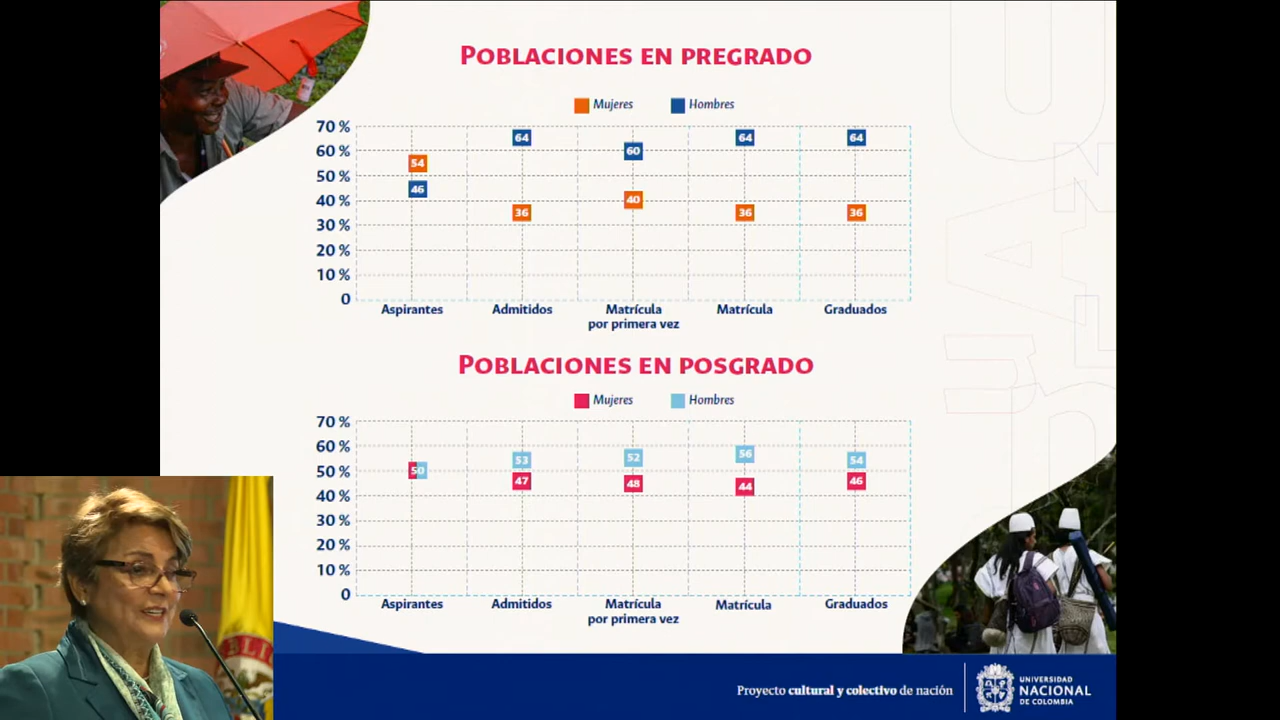 POBLACIONES EN PREGRADO
Mujeres Hombres
70 %
60 %
50 %
40 %
30 %
20 %
10 %
0
54
46
64
36
60
40
64
36
64
36
Aspirantes
Admitidos
Matrícula
por primera vez
Matrícula
Graduados
POBLACIONES EN POSGRADO
Mujeres Hombres
70 %
60 %
50 %
40 %
30 %
20 %
10 %
0
50
53
47
52
48
56
44
54
46
Aspirantes
Admitidos
Matrícula
por primera vez
Matrícula
Graduados
Proyecto cultural y colectivo de nación
UNIVERSIDAD
NACIONAL
DE COLOMBIA